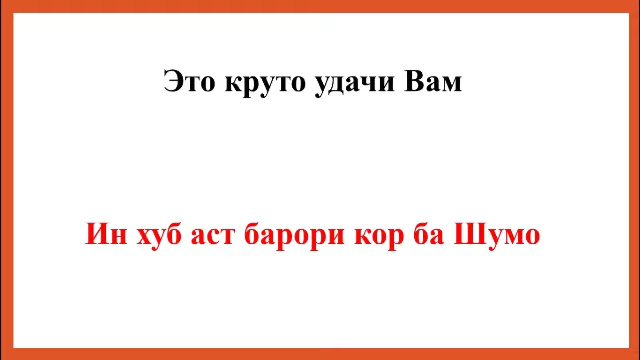 Это круто удачи Вам
Ин хуб аст барори кор ба Шумо